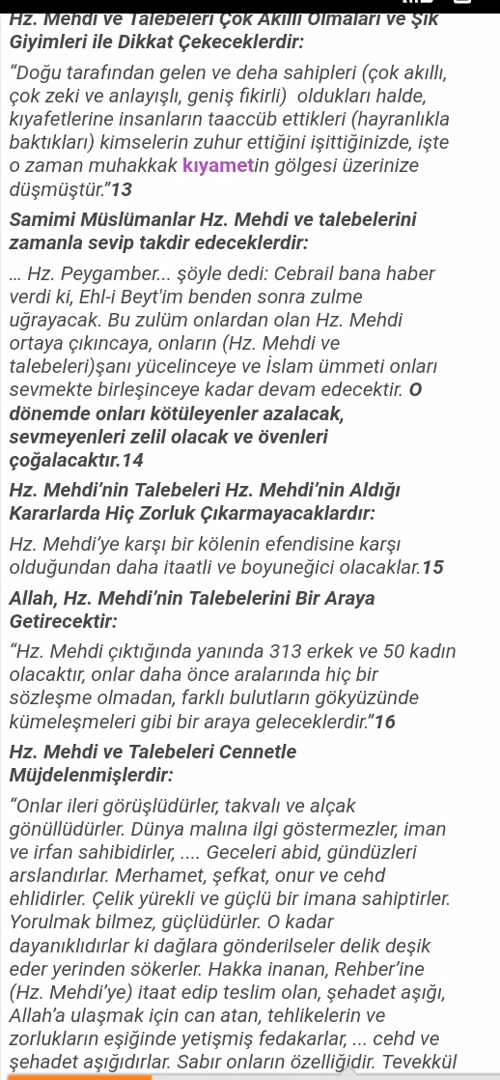 Hz. Mehdi ve Talebeleri Çok Akıllı Olmaları ve Şık
Giyimleri ile Dikkat Çekeceklerdir:
“Doğu tarafından gelen ve deha sahipleri (çok akıllı,
çok zeki ve anlayışlı, geniş fikirli) oldukları halde,
kıyafetlerine insanların taaccüb ettikleri (hayranlıkla
baktıkları) kimselerin zuhur ettiğini işittiğinizde, işte
o zaman muhakkak kıyametin gölgesi üzerinize
düşmüştür.”13
Samimi Müslümanlar Hz. Mehdi ve talebelerini
zamanla sevip takdir edeceklerdir:
… Hz. Peygamber... şöyle dedi: Cebrail bana haber
verdi ki, Ehl-i Beyt'im benden sonra zulme
uğrayacak. Bu zulüm onlardan olan Hz. Mehdi
ortaya çıkıncaya, onların (Hz. Mehdi ve
talebeleri)şanı yücelinceye ve İslam ümmeti onları
sevmekte birleşinceye kadar devam edecektir. O
dönemde onları kötüleyenler azalacak,
sevmeyenleri zelil olacak ve övenleri
çoğalacaktır.14
Hz. Mehdi’nin Talebeleri Hz. Mehdi’nin Aldığı
Kararlarda Hiç Zorluk Çıkarmayacaklardır:
Hz. Mehdi’ye karşı bir kölenin efendisine karşı
olduğundan daha itaatli ve boyuneğici olacaklar.15
Allah, Hz. Mehdi’nin Talebelerini Bir Araya
Getirecektir:
“Hz. Mehdi çıktığında yanında 313 erkek ve 50 kadın
olacaktır, onlar daha önce aralarında hiç bir
sözleşme olmadan, farklı bulutların gökyüzünde
kümeleşmeleri gibi bir araya geleceklerdir.”16
Hz. Mehdi ve Talebeleri Cennetle
Müjdelenmişlerdir:
“Onlar ileri görüşlüdürler, takvalı ve alçak
gönüllüdürler. Dünya malına ilgi göstermezler, iman
ve irfan sahibidirler, .... Geceleri abid, gündüzleri
arslandırlar. Merhamet, şefkat, onur ve cehd
ehlidirler. Çelik yürekli ve güçlü bir imana sahiptirler.
Yorulmak bilmez, güçlüdürler. O kadar
dayanıklıdırlar ki dağlara gönderilseler delik deşik
eder yerinden sökerler. Hakka inanan, Rehber’ine
(Hz. Mehdi’ye) itaat edip teslim olan, şehadet aşığı,
Allah’a ulaşmak için can atan, tehlikelerin ve
zorlukların eşiğinde yetişmiş fedakarlar, ... cehd ve
şehadet aşığıdırlar. Sabır onların özelliğidir. Tevekkül